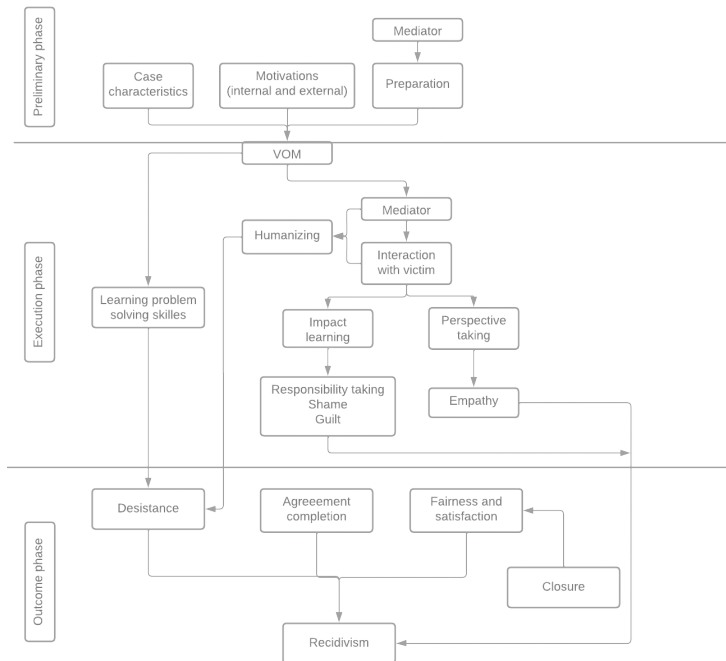 Preliminary phase
Mediator
Case
characteristics
Motivations
(internal and external)
Preparation
VOM
Execution phase
Mediator
Humanizing
Interaction
with victim
Learning problem
solving skilles
Impact
learning
Perspective
taking
Responsibility taking
Shame
Guilt
Empathy
Outcome phase
Desistance
Agreeement
completion
Fairness and
satisfaction
Closure
Recidivism